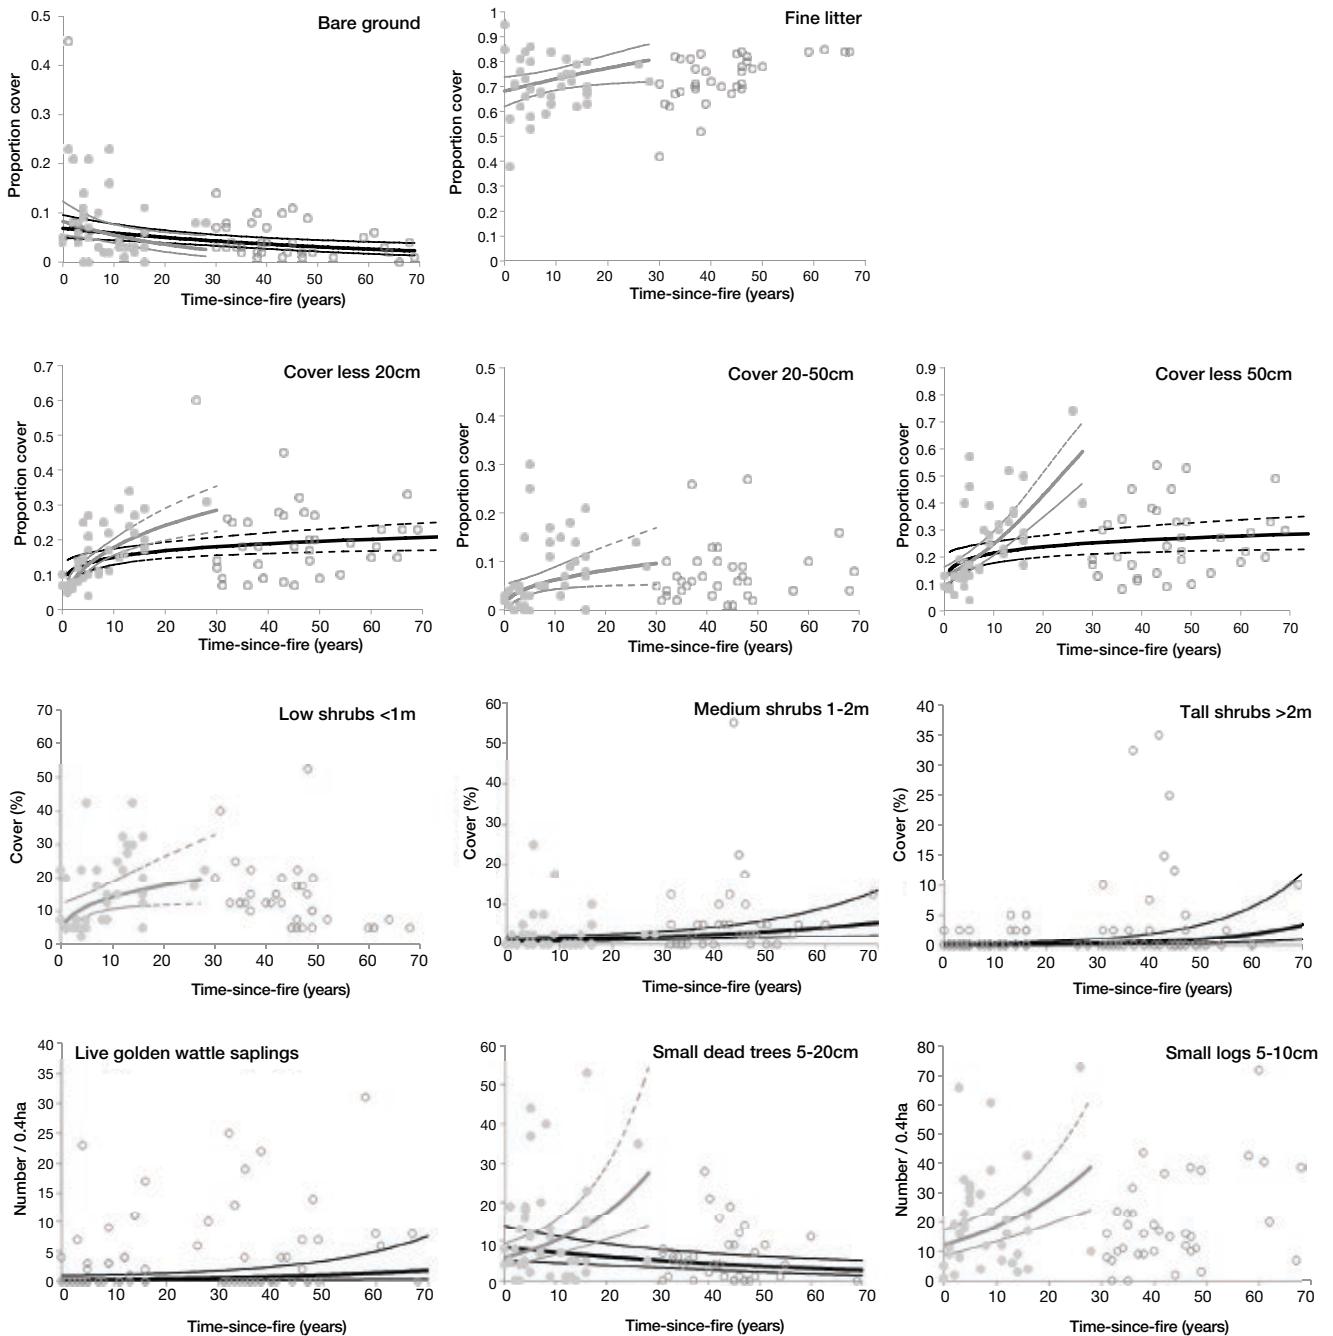 Bare ground
Proportion cover
0.5
0.4
0.3
0.2
0.1
0
0 10 20 30 40 50 60 70
Time-since-fire (years)
Fine litter
Proportion cover
1
0.9
0.8
0.7
0.6
0.5
0.4
0.3
0.2
0.1
0
0 10 20 30 40 50 60 70
Time-since-fire (years)
Cover less 20cm
Proportion cover
0.7
0.6
0.5
0.4
0.3
0.2
0.1
0
0 10 20 30 40 50 60 70
Time-since-fire (years)
Cover 20-50cm
Proportion cover
0.5
0.4
0.3
0.2
0.1
0
0 10 20 30 40 50 60 70
Time-since-fire (years)
Cover less 50cm
Proportion cover
0.9
0.8
0.7
0.6
0.5
0.4
0.3
0.2
0.1
0
0 10 20 30 40 50 60 70
Time-since-fire (years)
Low shrubs <1m
Cover (%)
70
60
50
40
30
20
10
0
0 10 20 30 40 50 60 70
Time-since-fire (years)
Medium shrubs 1-2m
Cover (%)
60
50
40
30
20
10
0
0 10 20 30 40 50 60 70
Time-since-fire (years)
Tall shrubs >2m
Cover (%)
40
35
30
25
20
15
10
5
0
0 10 20 30 40 50 60 70
Time-since-fire (years)
Live golden wattle saplings
Number / 0.4ha
40
35
30
25
20
15
10
5
0
0 10 20 30 40 50 60 70
Time-since-fire (years)
Small dead trees 5-20cm
60
50
40
30
20
10
0
0 10 20 30 40 50 60 70
Time-since-fire (years)
Small logs 5-10cm
Number / 0.4ha
80
70
60
50
40
30
20
10
0
0 10 20 30 40 50 60 70
Time-since-fire (years)